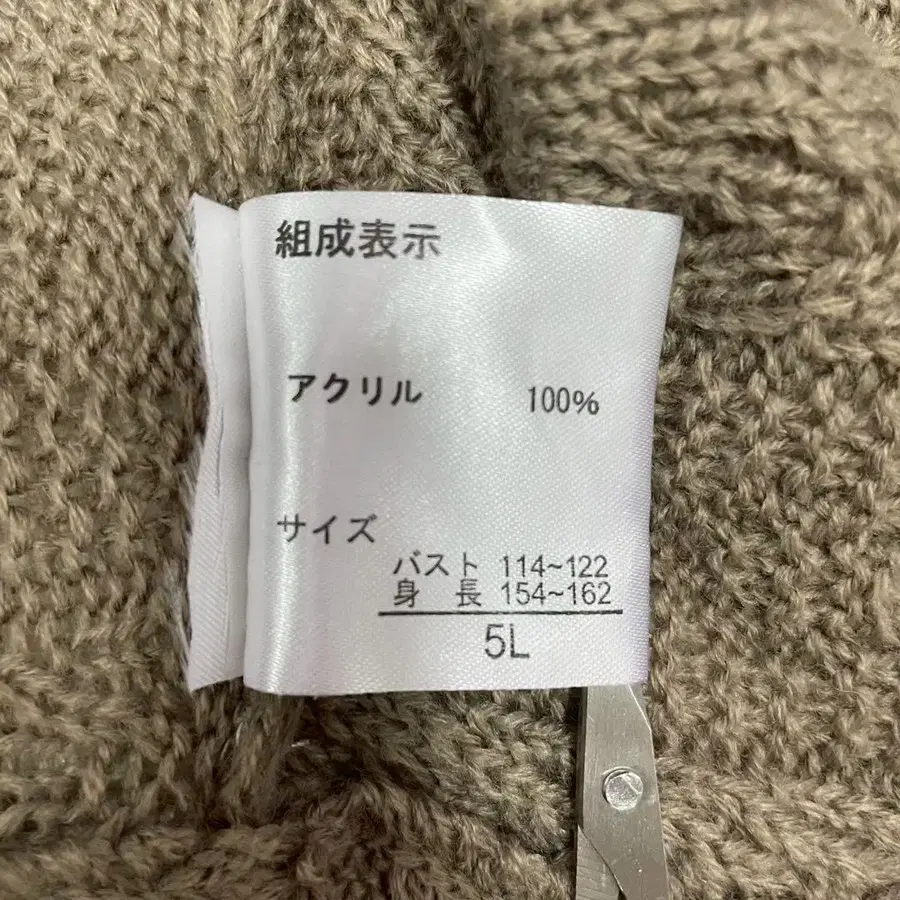 組成表示
アクリル 100%
サイズ
バスト 114~122
身 長 154~162
5L